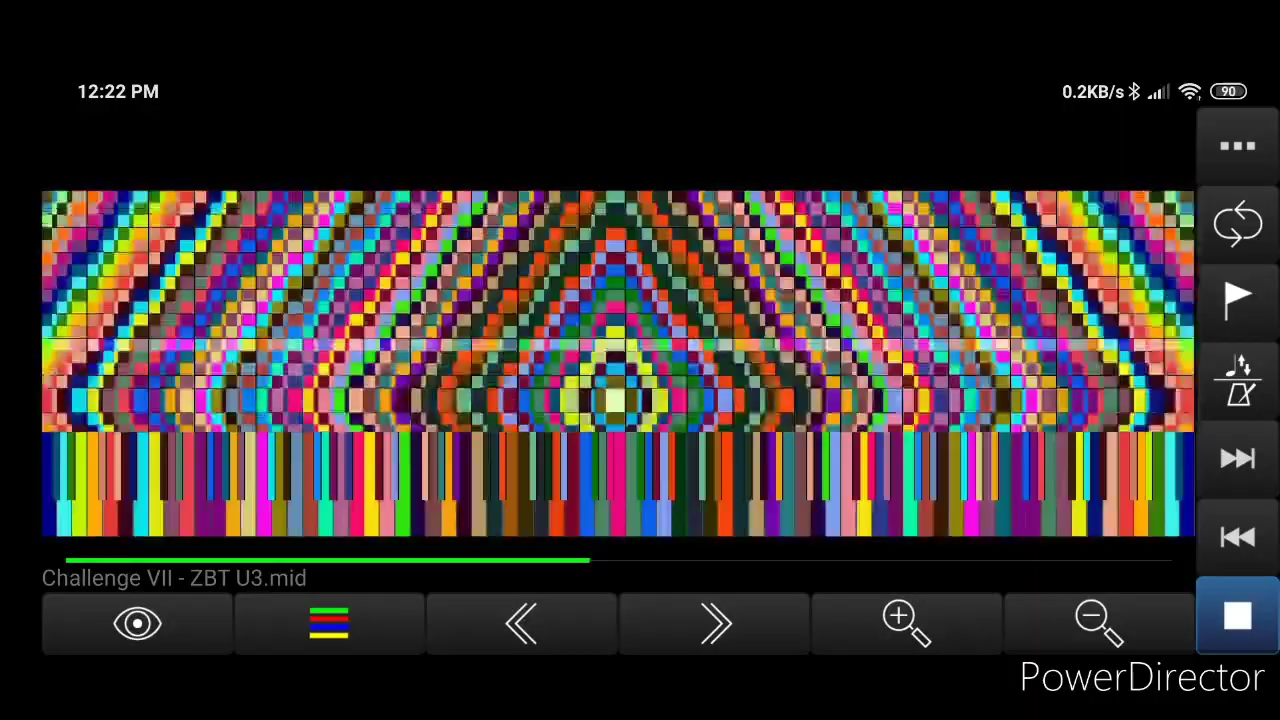 12:22 PM
0.2KB/s
90
Challenge VII - ZBT U3.mid
PowerDirector